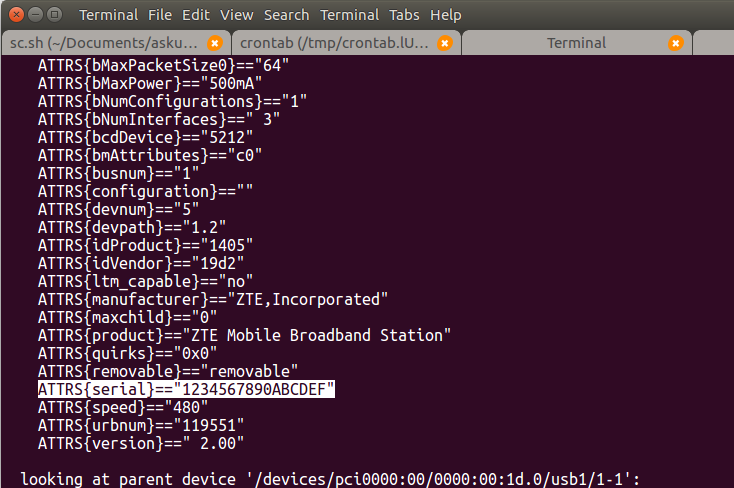 Terminal File Edit View Search Terminal Tabs Help
sc.sh (~/Documents/asku… crontab (/tmp/crontab.lU… Terminal
ATTRS{bMaxPacketSize0}=="64"
ATTRS{bMaxPower}=="500mA"
ATTRS{bNumConfigurations}=="1"
ATTRS{bNumInterfaces}==" 3"
ATTRS{bcdDevice}=="5212"
ATTRS{bmAttributes}=="c0"
ATTRS{busnum}=="1"
ATTRS{configuration}==""
ATTRS{devnum}=="5"
ATTRS{devpath}=="1.2"
ATTRS{idProduct}=="1405"
ATTRS{idVendor}=="19d2"
ATTRS{ltm_capable}=="no"
ATTRS{manufacturer}=="ZTE,Incorporated"
ATTRS{maxchild}=="0"
ATTRS{product}=="ZTE Mobile Broadband Station"
ATTRS{quirks}=="0x0"
ATTRS{removable}=="removable"
ATTRS{serial}=="1234567890ABCDEF"
ATTRS{speed}=="480"
ATTRS{urbnum}=="119551"
ATTRS{version}==" 2.00"
looking at parent device '/devices/pci0000:00/0000:00:1d.0/usb1/1-1':